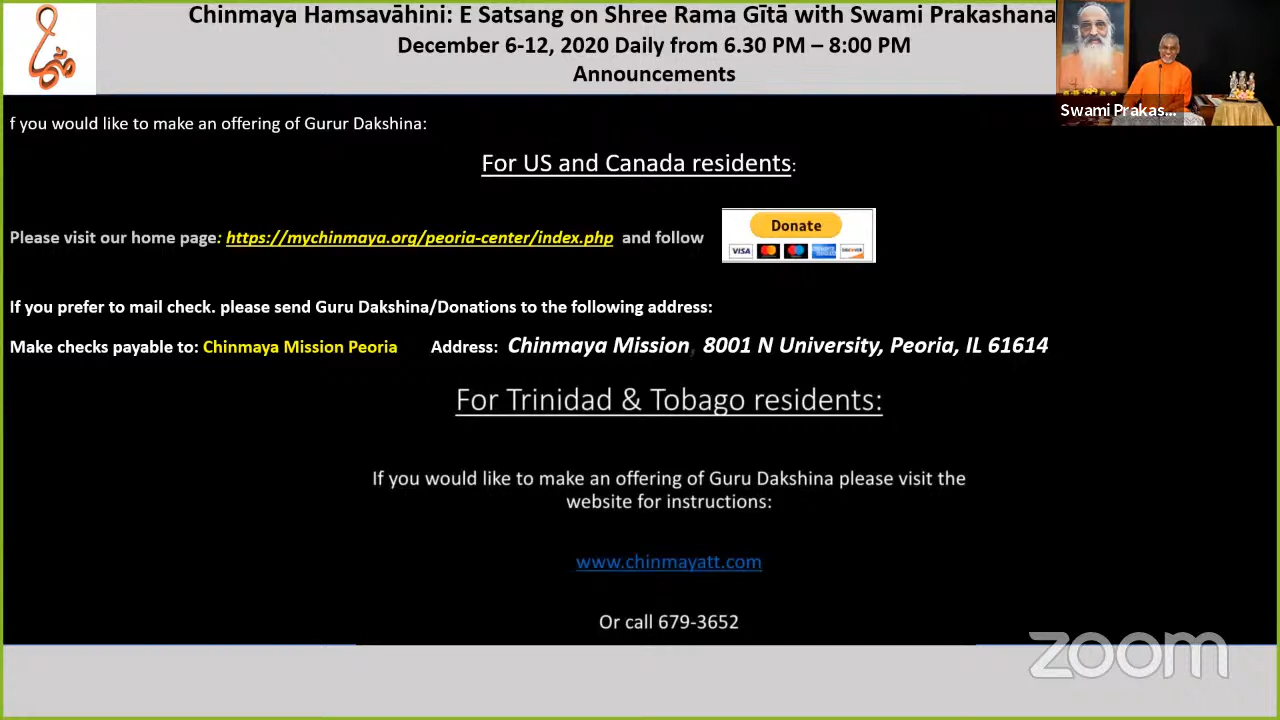 Chinmaya Hamsavāhini: E Satsang on Shree Rama Gītā with Swami Prakashana
December 6-12, 2020 Daily from 6.30 PM – 8:00 PM
Announcements
Swami Prakas...
f you would like to make an offering of Gurur Dakshina:
For US and Canada residents:
Please visit our home page: https://mychinmaya.org/peoria-center/index.php and follow
Donate
VISA
DISCOVER
If you prefer to mail check. please send Guru Dakshina/Donations to the following address:
Make checks payable to: Chinmaya Mission Peoria Address: Chinmaya Mission, 8001 N University, Peoria, IL 61614
For Trinidad & Tobago residents:
If you would like to make an offering of Guru Dakshina please visit the
website for instructions:
www.chinmayatt.com
Or call 679-3652
zoom